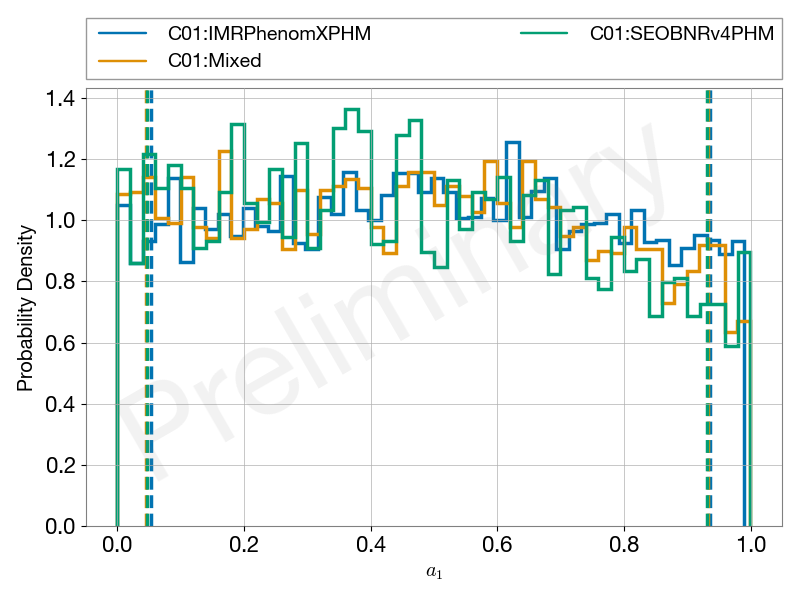 C01:IMRPhenomXPHM
C01:Mixed
C01:SEOBNRv4PHM
1.4
1.2
1.0
0.8
0.6
0.4
0.2
0.0
Probability Density
Preliminary
0.0 0.2 0.4 0.6 0.8 1.0
a₁